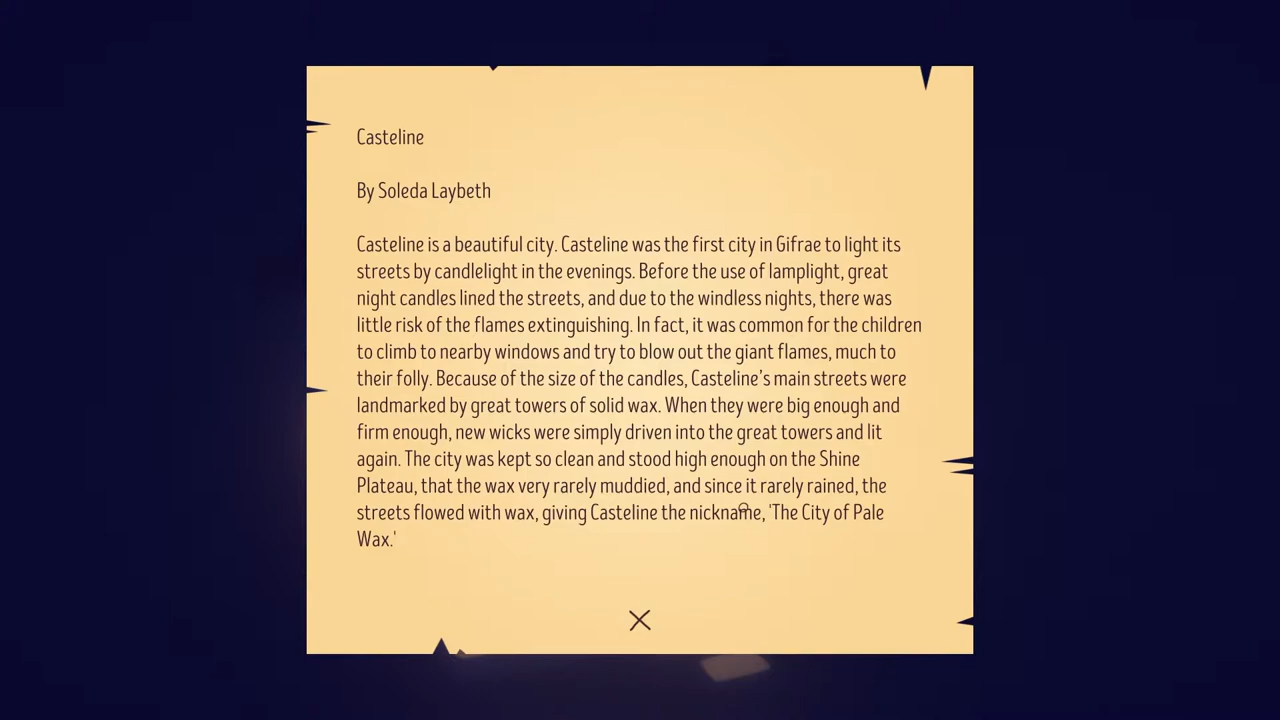 Casteline
By Soleda Laybeth
Casteline is a beautiful city. Casteline was the first city in Gifrae to light its
streets by candlelight in the evenings. Before the use of lamplight, great
night candles lined the streets, and due to the windless nights, there was
little risk of the flames extinguishing. In fact, it was common for the children
to climb to nearby windows and try to blow out the giant flames, much to
their folly. Because of the size of the candles, Casteline’s main streets were
landmarked by great towers of solid wax. When they were big enough and
firm enough, new wicks were simply driven into the great towers and lit
again. The city was kept so clean and stood high enough on the Shine
Plateau, that the wax very rarely muddied, and since it rarely rained, the
streets flowed with wax, giving Casteline the nickname, 'The City of Pale
Wax.'